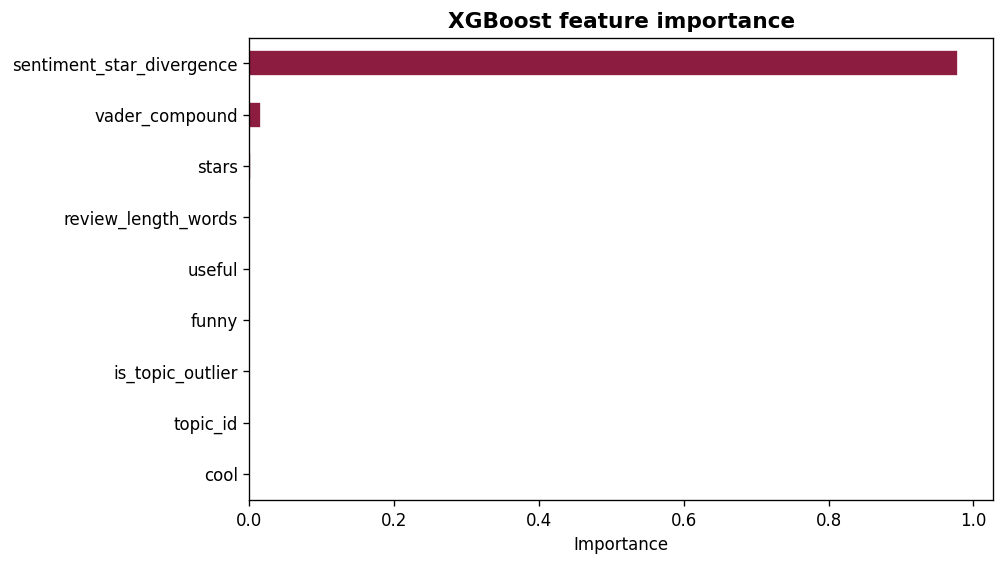 XGBoost feature importance
sentiment_star_divergence
vader_compound
stars
review_length_words
useful
funny
is_topic_outlier
topic_id
cool
0.0 0.2 0.4 0.6 0.8 1.0
Importance